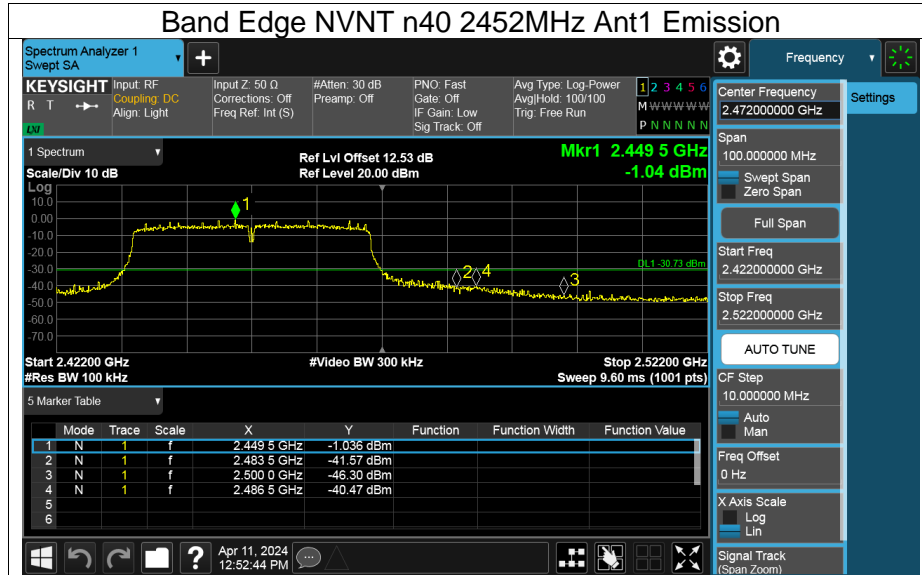 Band Edge NVNT n40 2452MHz Ant1 Emission
Spectrum Analyzer 1
Swept SA
Frequency
KEYSIGHT
R T
LXI
Input: RF
Coupling: DC
Align: Light
Input Z: 50 Ω
Corrections: Off
Freq Ref: Int (S)
#Atten: 30 dB
Preamp: Off
PNO: Fast
Gate: Off
IF Gain: Low
Sig Track: Off
Avg Type: Log-Power
Avg|Hold: 100/100
Trig: Free Run
1 2 3 4 5 6
M W W W W W
P N N N N N
1 Spectrum
Scale/Div 10 dB
Ref Lvl Offset 12.53 dB
Ref Level 20.00 dBm
Mkr1 2.449 5 GHz
-1.04 dBm
Log
10.0
0.00
-10.0
-20.0
-30.0
-40.0
-50.0
-60.0
-70.0
1
2
4
3
DL1 -30.73 dBm
Start 2.42200 GHz
#Video BW 300 kHz
Stop 2.52200 GHz
#Res BW 100 kHz
Sweep 9.60 ms (1001 pts)
5 Marker Table
Mode Trace Scale X Y Function Function Width Function Value
1 N 1 f 2.449 5 GHz -1.036 dBm
2 N 1 f 2.483 5 GHz -41.57 dBm
3 N 1 f 2.500 0 GHz -46.30 dBm
4 N 1 f 2.486 5 GHz -40.47 dBm
5
6
Apr 11, 2024
12:52:44 PM
Center Frequency
2.472000000 GHz
Settings
Span
100.000000 MHz
Swept Span
Zero Span
Full Span
Start Freq
2.422000000 GHz
Stop Freq
2.522000000 GHz
AUTO TUNE
CF Step
10.000000 MHz
Auto
Man
Freq Offset
0 Hz
X Axis Scale
Log
Lin
Signal Track
(Span Zoom)